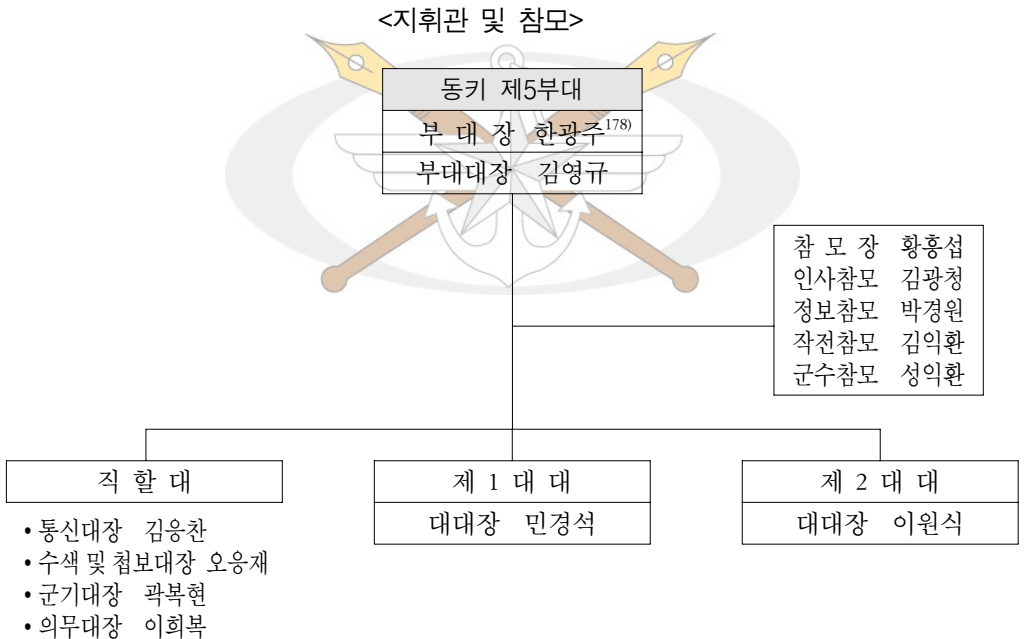 <지휘관 및 참모>
동키 제5부대
부 대 장 한광주178)
부대대장 김영규
참 모 장 황흥섭
인사참모 김광청
정보참모 박경원
작전참모 김익환
군수참모 성익환
직 할 대
• 통신대장 김응찬
• 수색 및 첩보대장 오응재
• 군기대장 곽복현
• 의무대장 이희복
제 1 대 대
대대장 민경석
제 2 대 대
대대장 이원식